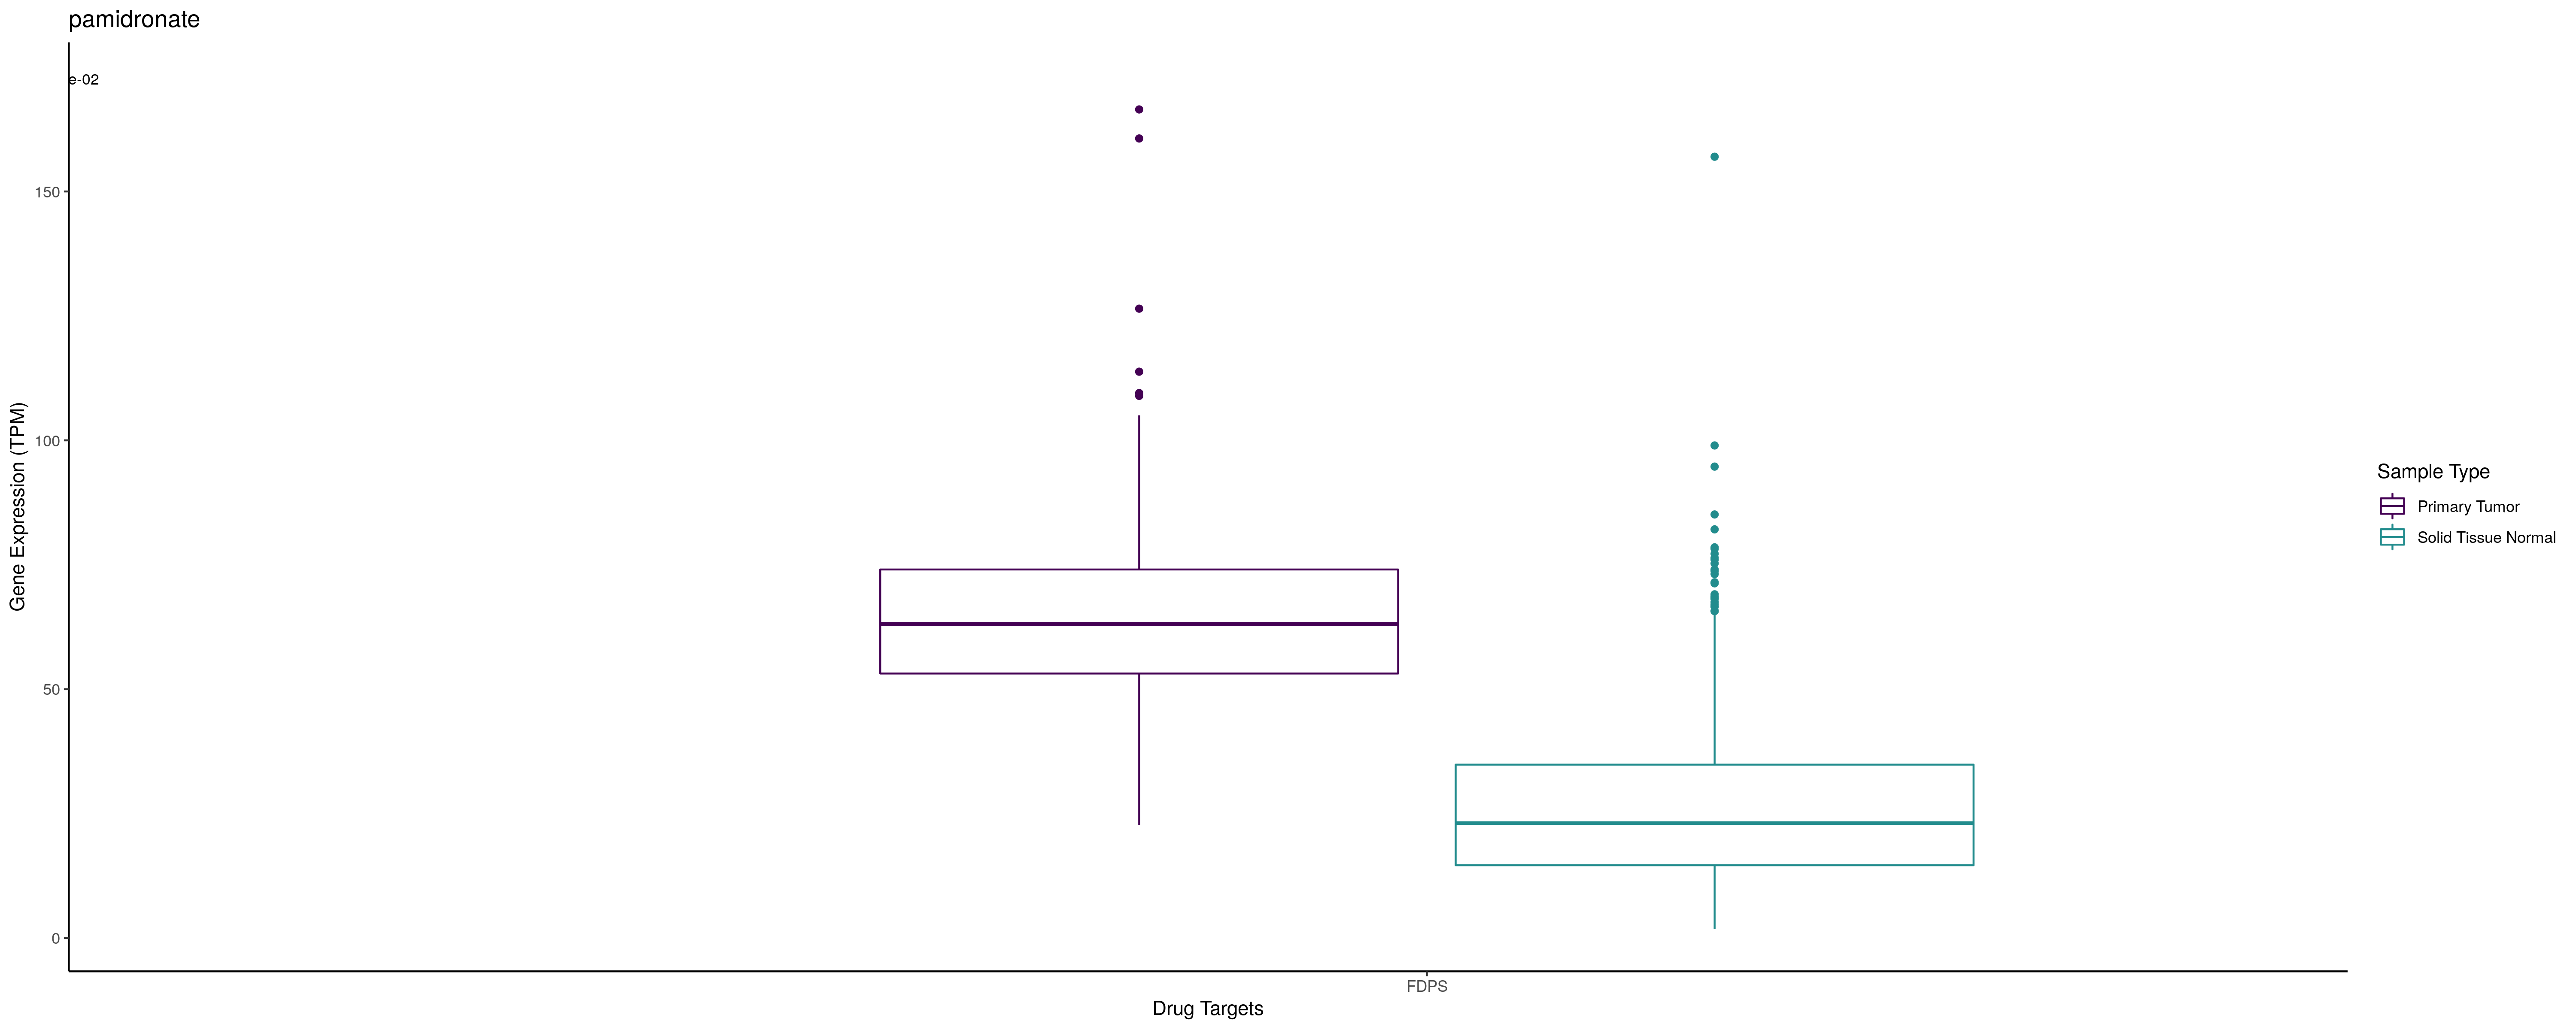 pamidronate
e-02
150
100
50
0
Gene Expression (TPM)
FDPS
Drug Targets
Sample Type
Primary Tumor
Solid Tissue Normal